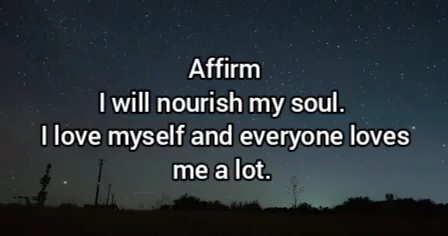 Affirm
I will nourish my soul.
I love myself and everyone loves
me a lot.